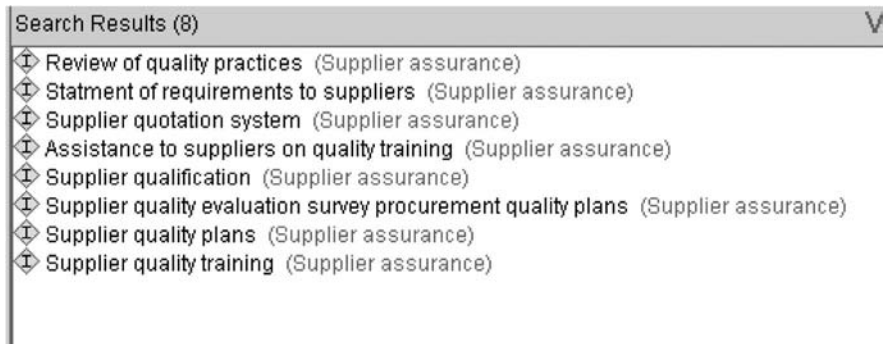 Search Results (8)
Review of quality practices (Supplier assurance)
Statment of requirements to suppliers (Supplier assurance)
Supplier quotation system (Supplier assurance)
Assistance to suppliers on quality training (Supplier assurance)
Supplier qualification (Supplier assurance)
Supplier quality evaluation survey procurement quality plans (Supplier assurance)
Supplier quality plans (Supplier assurance)
Supplier quality training (Supplier assurance)